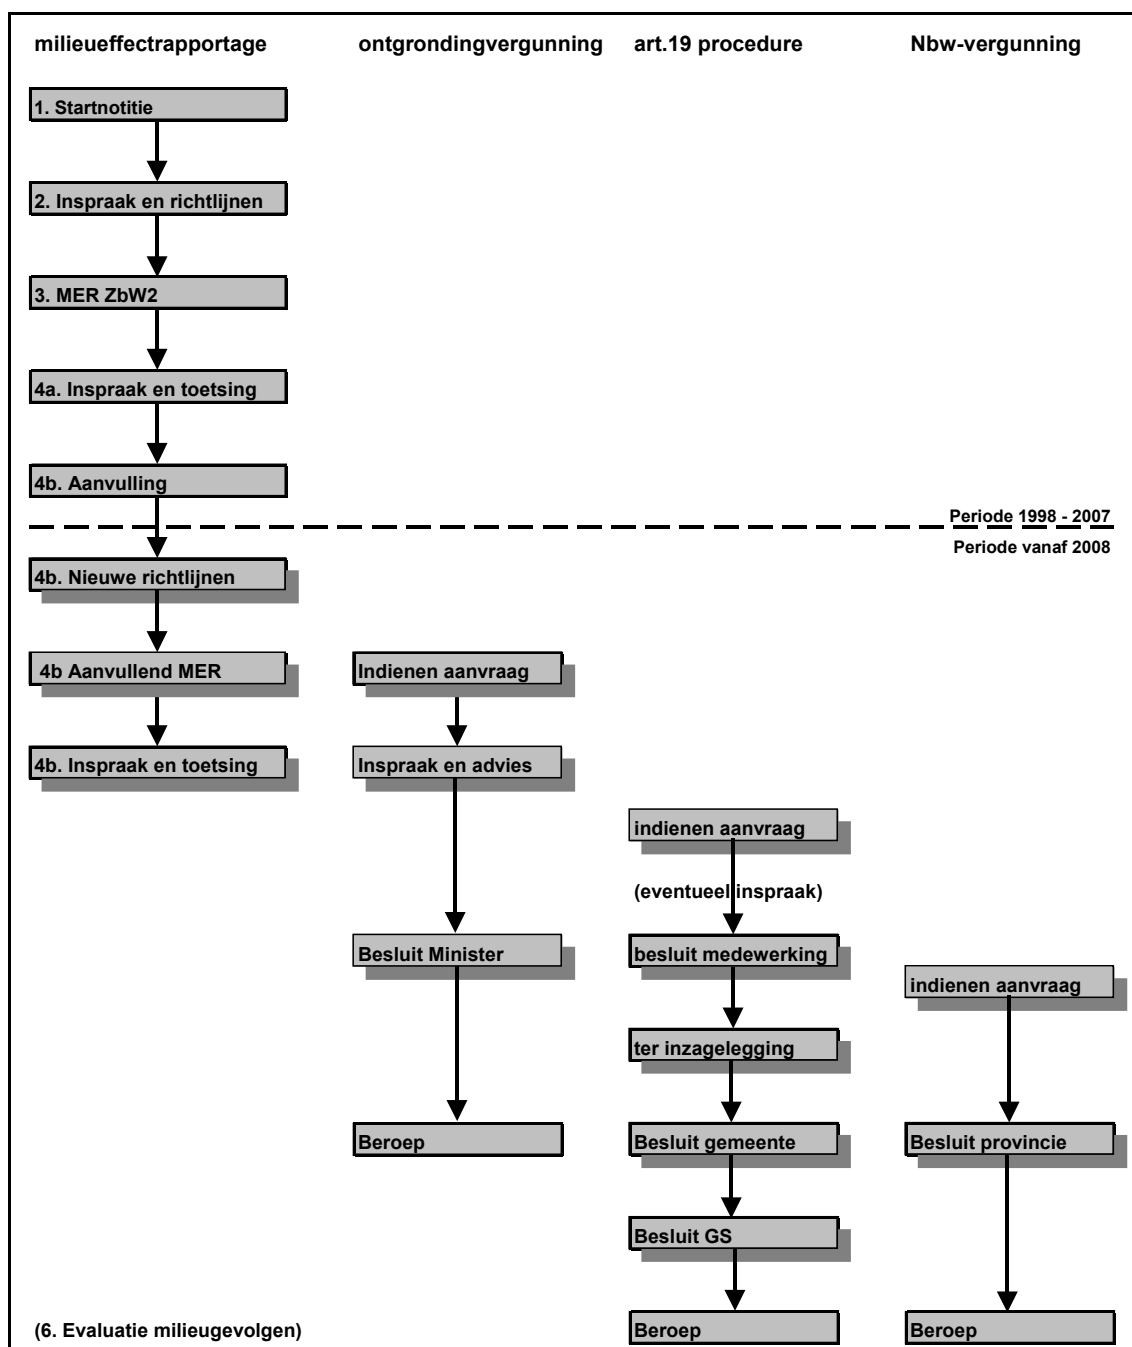 milieueffectrapportage
ontgrondingvergunning
art.19 procedure
Nbw-vergunning
1. Startnotitie
2. Inspraak en richtlijnen
3. MER ZbW2
4a. Inspraak en toetsing
4b. Aanvulling
Periode 1998 - 2007
Periode vanaf 2008
4b. Nieuwe richtlijnen
4b Aanvullend MER
4b. Inspraak en toetsing
Indienen aanvraag
Inspraak en advies
Besluit Minister
Beroep
indienen aanvraag
(eventueel inspraak)
besluit medewerking
ter inzagelegging
Besluit gemeente
Besluit GS
Beroep
indienen aanvraag
Besluit provincie
Beroep
(6. Evaluatie milieugevolgen)